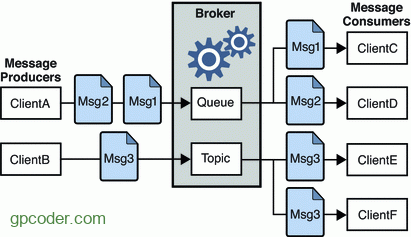 Broker
Message
Producers
Message
Consumers
ClientA
Msg2
Msg1
Queue
Msg1
ClientC
Msg2
ClientD
ClientB
Msg3
Topic
Msg3
ClientE
Msg3
ClientF
gpcoder.com